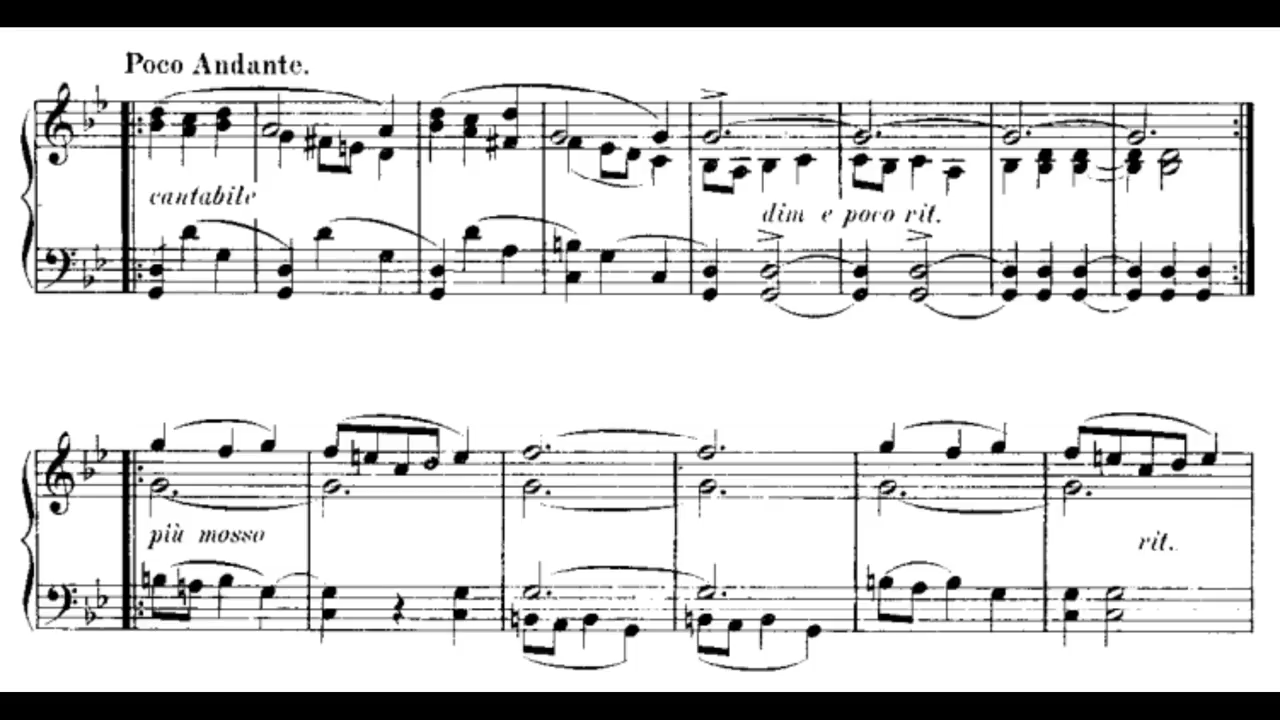 Poco Andante.
cantabile
dim e poco rit.
più mosso
rit.